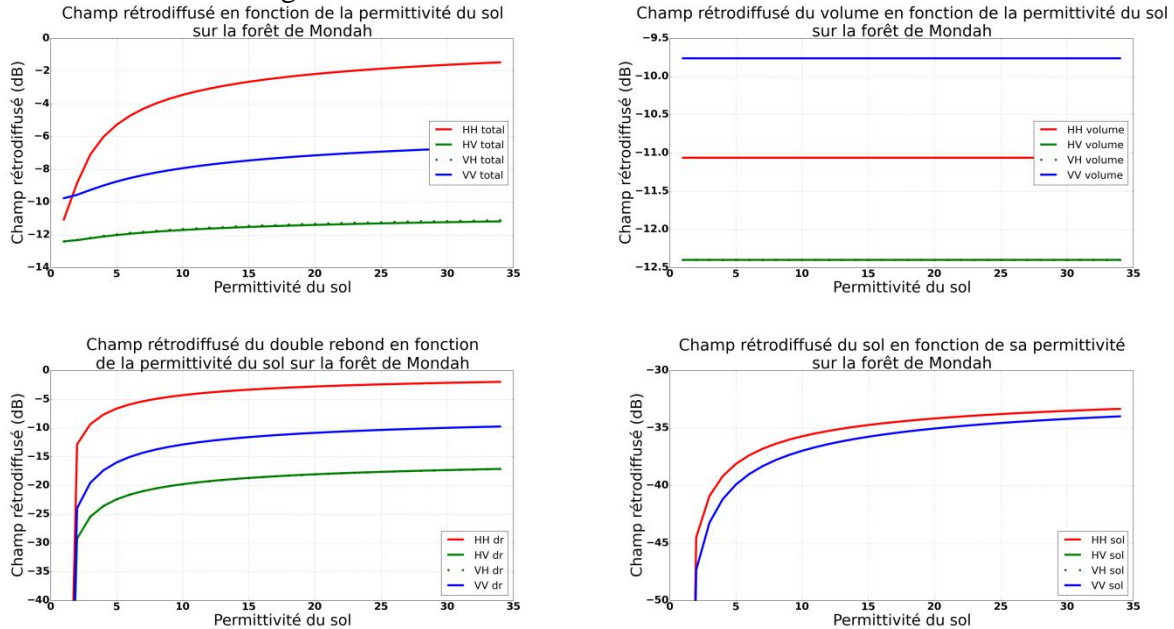 Champ rétrodiffusé en fonction de la permittivité du sol
sur la forêt de Mondah
Champ rétrodiffusé (dB)
0
−2
−4
−6
−8
−10
−12
−14
HH total
HV total
VH total
VV total
0 5 10 15 20 25 30 35
Permittivité du sol
Champ rétrodiffusé du volume en fonction de la permittivité du sol
sur la forêt de Mondah
Champ rétrodiffusé (dB)
−9.5
−10.0
−10.5
−11.0
−11.5
−12.0
−12.5
HH volume
HV volume
VH volume
VV volume
0 5 10 15 20 25 30 35
Permittivité du sol
Champ rétrodiffusé du double rebond en fonction
de la permittivité du sol sur la forêt de Mondah
Champ rétrodiffusé (dB)
0
−5
−10
−15
−20
−25
−30
−35
−40
HH dr
HV dr
VH dr
VV dr
0 5 10 15 20 25 30 35
Permittivité du sol
Champ rétrodiffusé du sol en fonction de sa permittivité
sur la forêt de Mondah
Champ rétrodiffusé (dB)
−30
−35
−40
−45
−50
HH sol
HV sol
VH sol
VV sol
0 5 10 15 20 25 30 35
Permittivité du sol